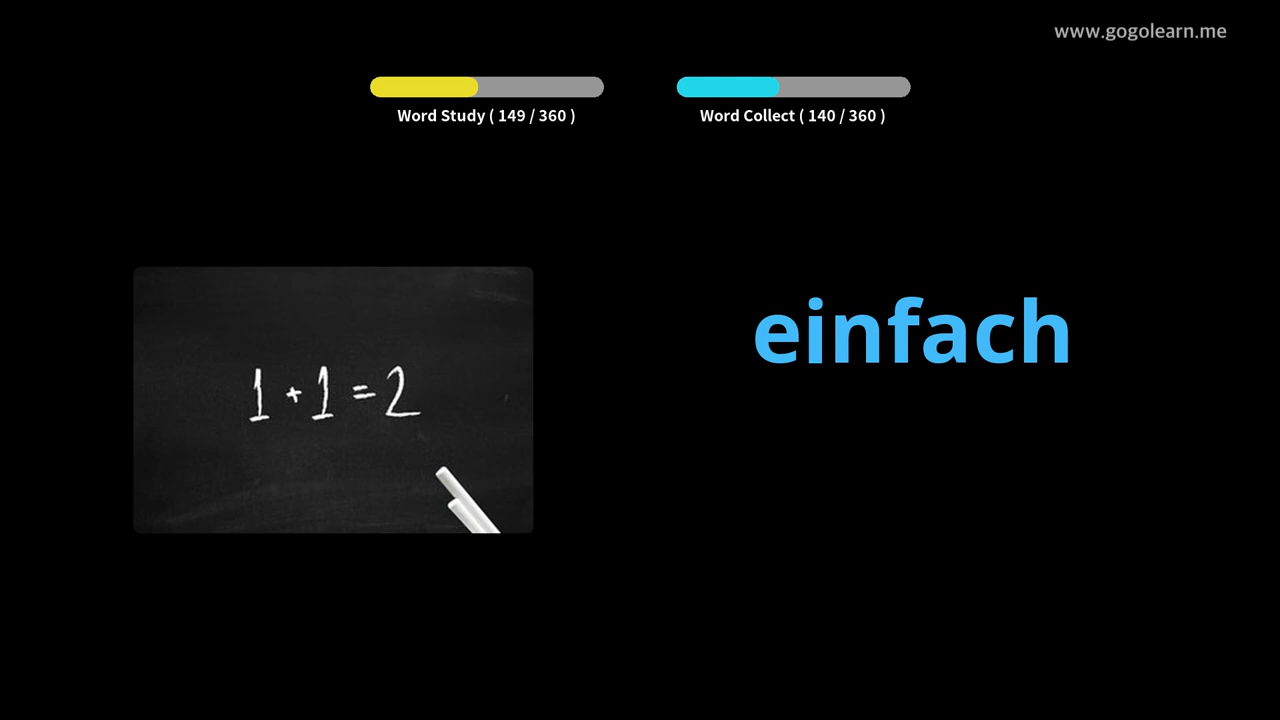 www.gogolearn.me
Word Study ( 149 / 360 )
Word Collect ( 140 / 360 )
einfach
1 + 1 = 2